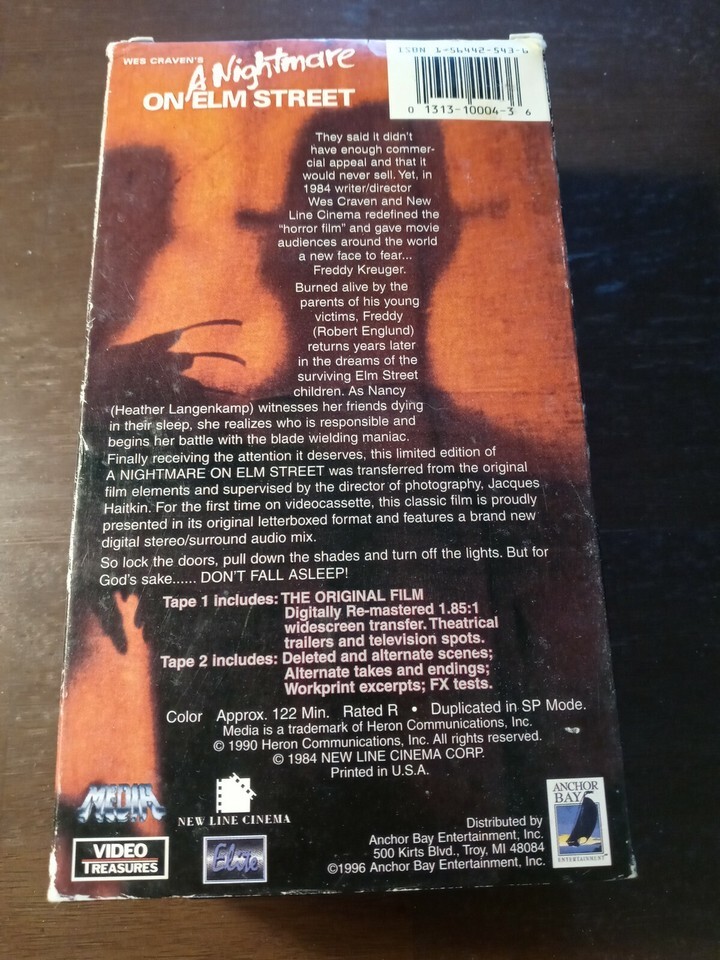 WES CRAVEN'S
A Nightmare
ON ELM STREET
ISBN 1-56442-543-6
0 1313-10004-3 6
They said it didn't
have enough commer-
cial appeal and that it
would never sell. Yet, in
1984 writer/director
Wes Craven and New
Line Cinema redefined the
"horror film" and gave movie
audiences around the world
a new face to fear...
Freddy Kreuger.
Burned alive by the
parents of his young
victims, Freddy
(Robert Englund)
returns years later
in the dreams of the
surviving Elm Street
children. As Nancy
(Heather Langenkamp) witnesses her friends dying
in their sleep, she realizes who is responsible and
begins her battle with the blade wielding maniac.
Finally receiving the attention it deserves, this limited edition of
A NIGHTMARE ON ELM STREET was transferred from the original
film elements and supervised by the director of photography, Jacques
Haitkin. For the first time on videocassette, this classic film is proudly
presented in its original letterboxed format and features a brand new
digital stereo/surround audio mix.
So lock the doors, pull down the shades and turn off the lights. But for
God's sake...... DON'T FALL ASLEEP!
Tape 1 includes: THE ORIGINAL FILM
Digitally Re-mastered 1.85:1
widescreen transfer. Theatrical
trailers and television spots.
Tape 2 includes: Deleted and alternate scenes;
Alternate takes and endings;
Workprint excerpts; FX tests.
Color Approx. 122 Min. Rated R • Duplicated in SP Mode.
Media is a trademark of Heron Communications, Inc.
© 1990 Heron Communications, Inc. All rights reserved.
© 1984 NEW LINE CINEMA CORP.
Printed in U.S.A.
MEDIA
NEW LINE CINEMA
VIDEO
TREASURES
Elite
Distributed by
Anchor Bay Entertainment, Inc.
500 Kirts Blvd., Troy, MI 48084
©1996 Anchor Bay Entertainment, Inc.
ANCHOR
BAY
ENTERTAINMENT